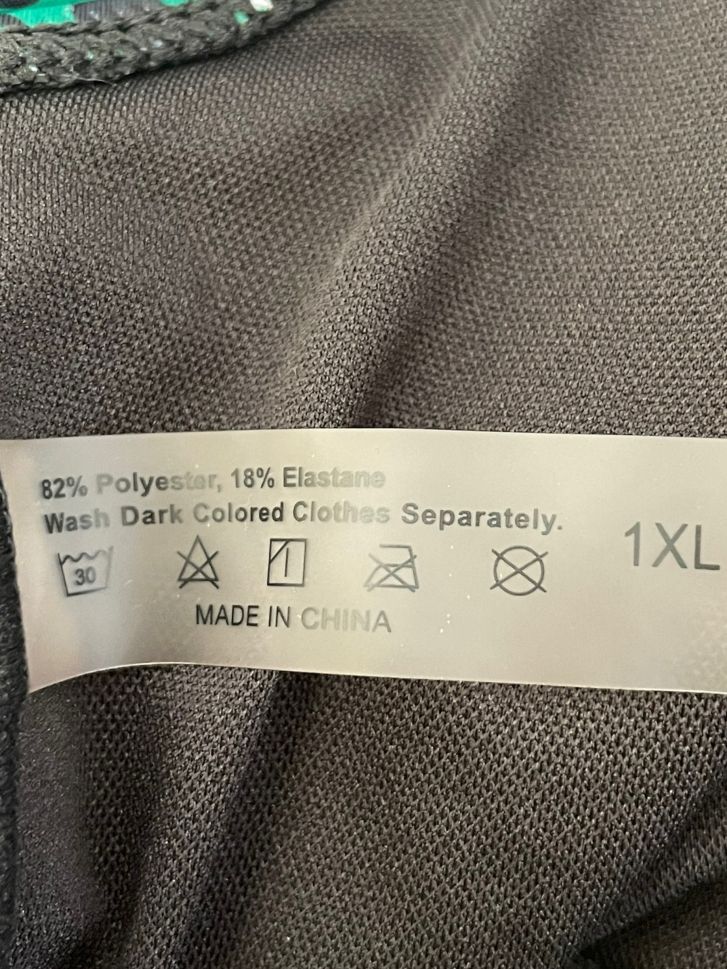 82% Polyester, 18% Elastane
Wash Dark Colored Clothes Separately.
30
1XL
MADE IN CHINA